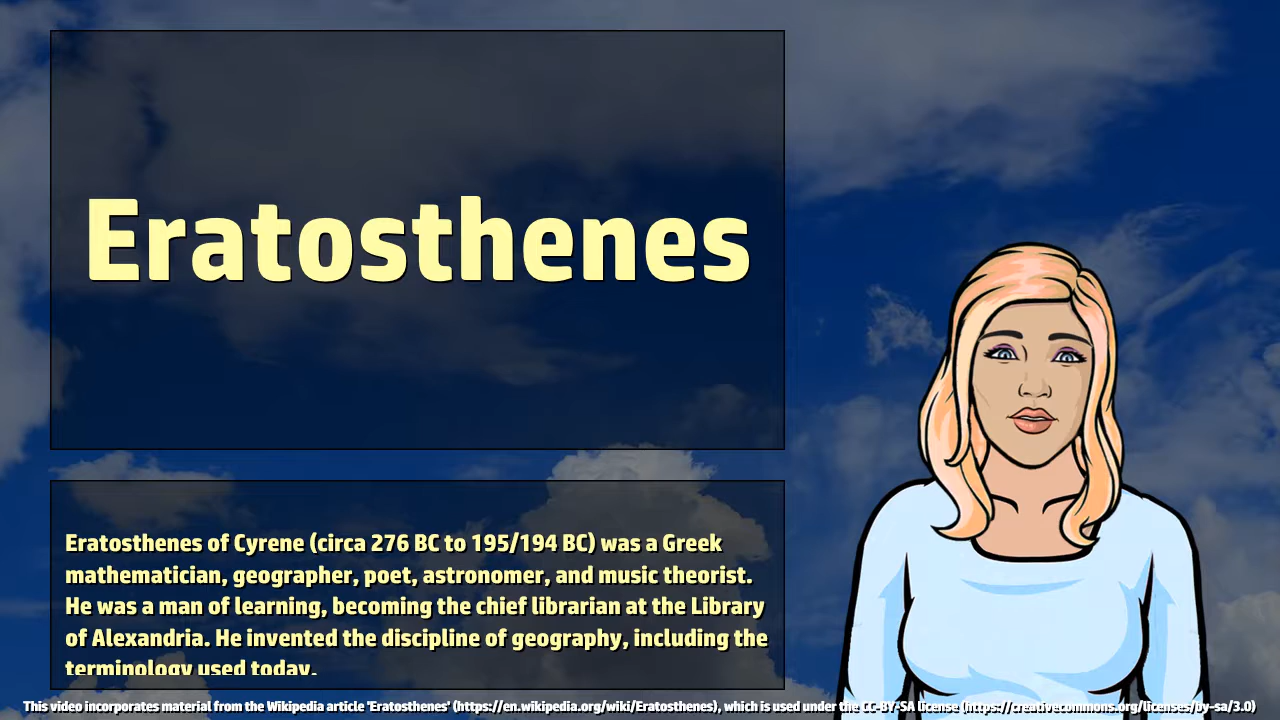 Eratosthenes
Eratosthenes of Cyrene (circa 276 BC to 195/194 BC) was a Greek
mathematician, geographer, poet, astronomer, and music theorist.
He was a man of learning, becoming the chief librarian at the Library
of Alexandria. He invented the discipline of geography, including the
terminology used today.
This video incorporates material from the Wikipedia article 'Eratosthenes' (https://en.wikipedia.org/wiki/Eratosthenes), which is used under the CC-BY-SA License (https://creativecommons.org/licenses/by-sa/3.0)